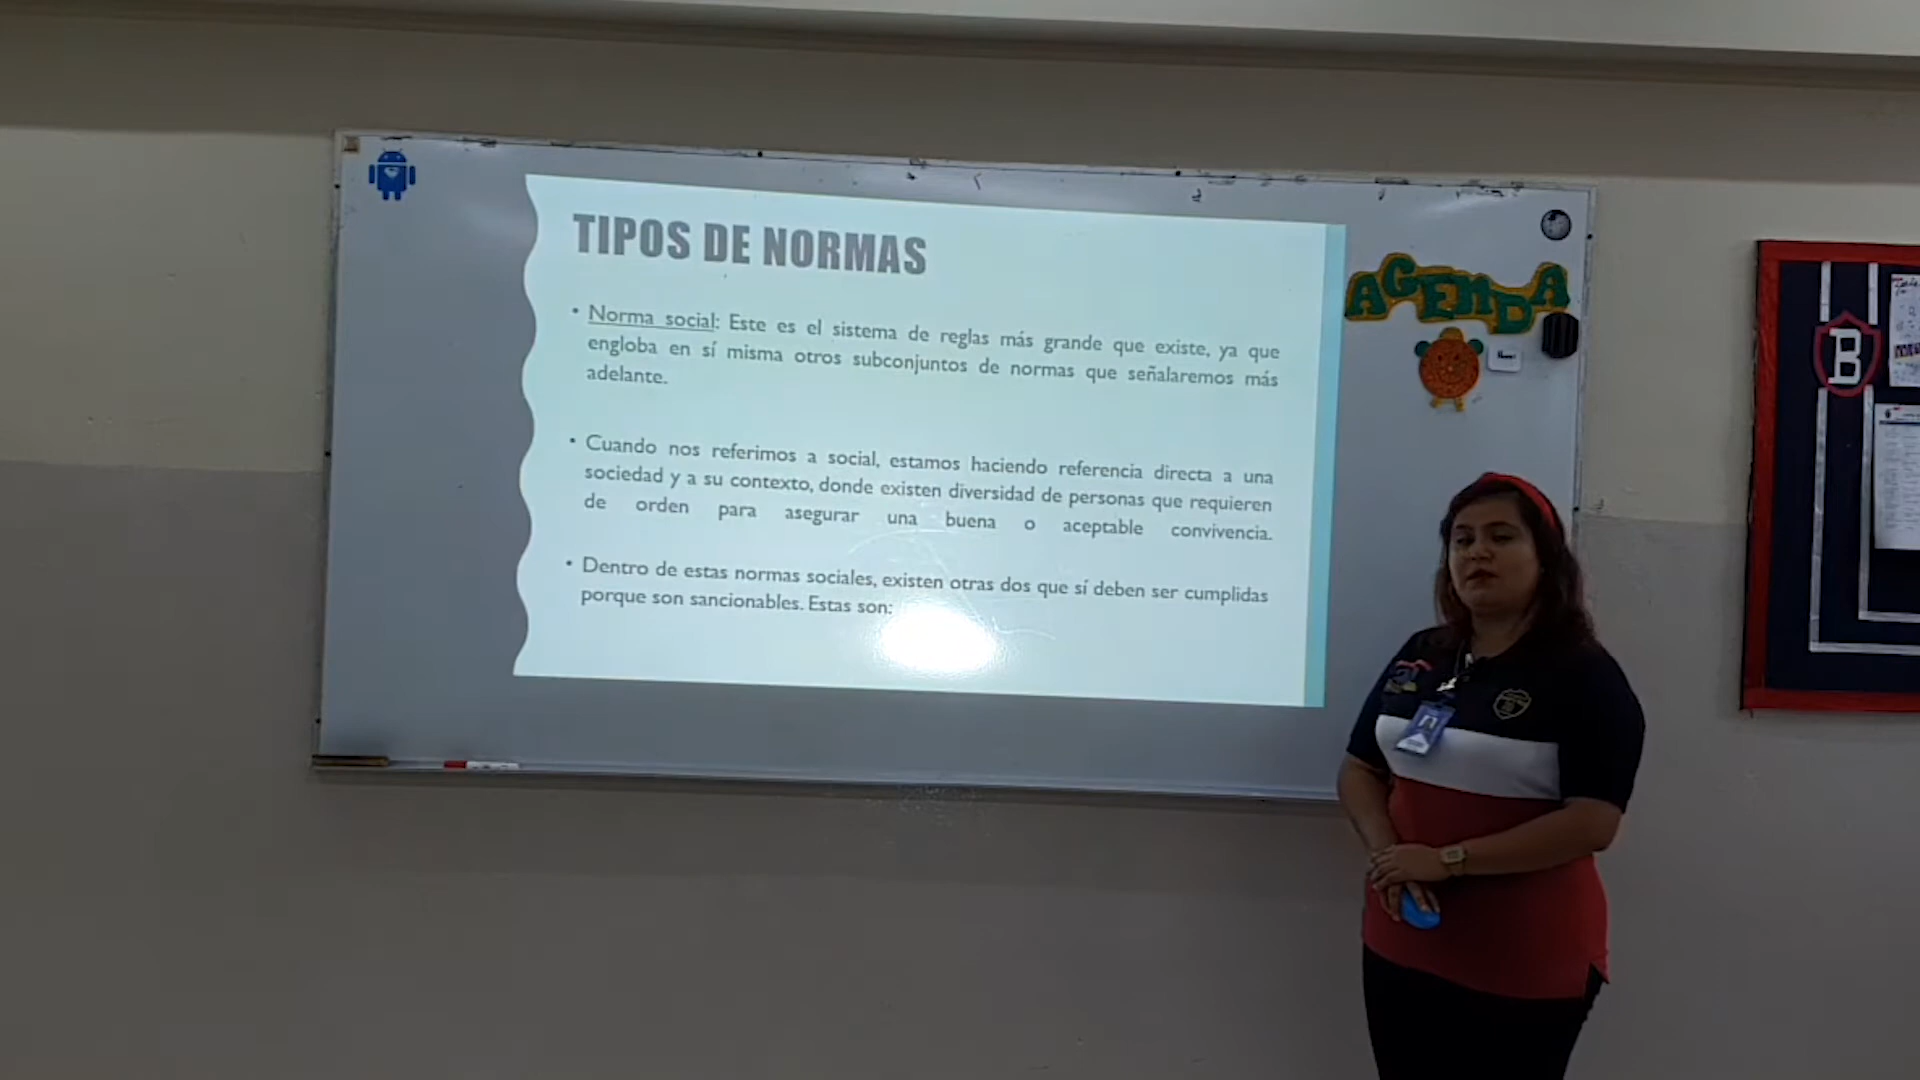 TIPOS DE NORMAS
• Norma social: Este es el sistema de reglas más grande que existe, ya que
engloba en sí misma otros subconjuntos de normas que señalaremos más
adelante.
• Cuando nos referimos a social, estamos haciendo referencia directa a una
sociedad y a su contexto, donde existen diversidad de personas que requieren
de orden para asegurar una buena o aceptable convivencia.
• Dentro de estas normas sociales, existen otras dos que sí deben ser cumplidas
porque son sancionables. Estas son:
AGENDA
B